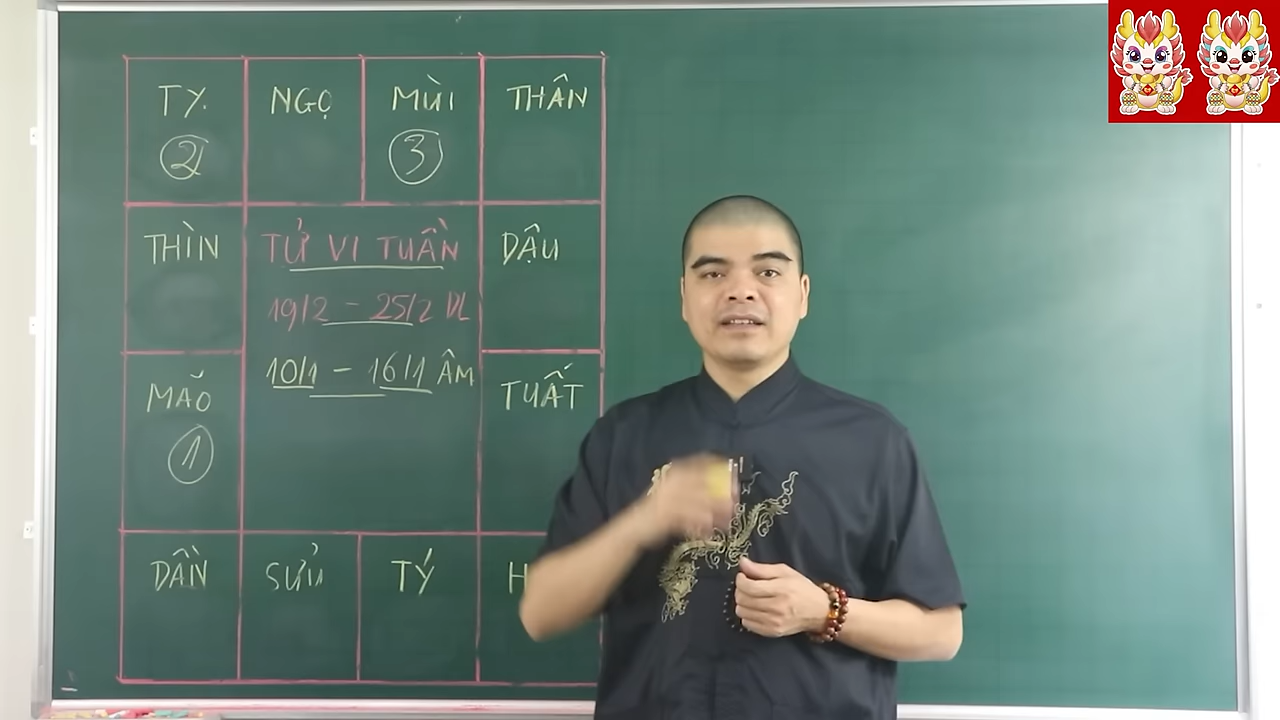 TỴ NGỌ MÙI THÂN
2 3
THÌN TỬ VI TUẦN DẬU
19/2 - 25/2 DL
10/1 - 16/1 ÂM
MÃO TUẤT
1
DẦN SỬU TÝ